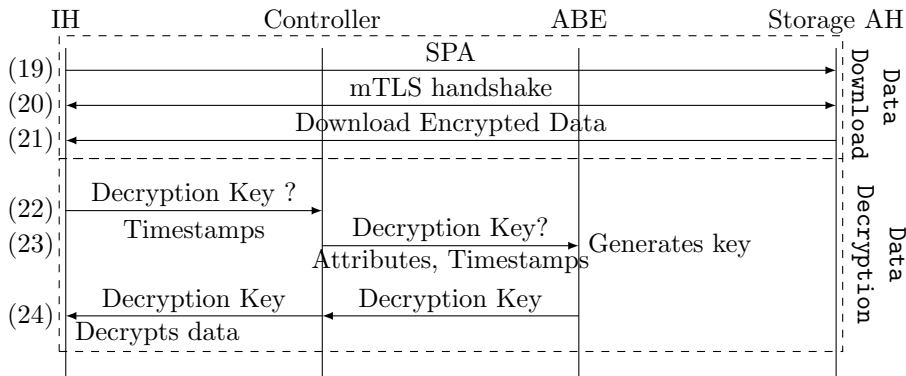 IH Controller ABE Storage AH
SPA
(19)
mTLS handshake
(20)
Download Encrypted Data
(21)
Data
Download
Decryption Key ?
(22)
Timestamps
Decryption Key?
(23)
Generates key
Attributes, Timestamps
Decryption Key Decryption Key
(24)
Decrypts data
Data
Decryption